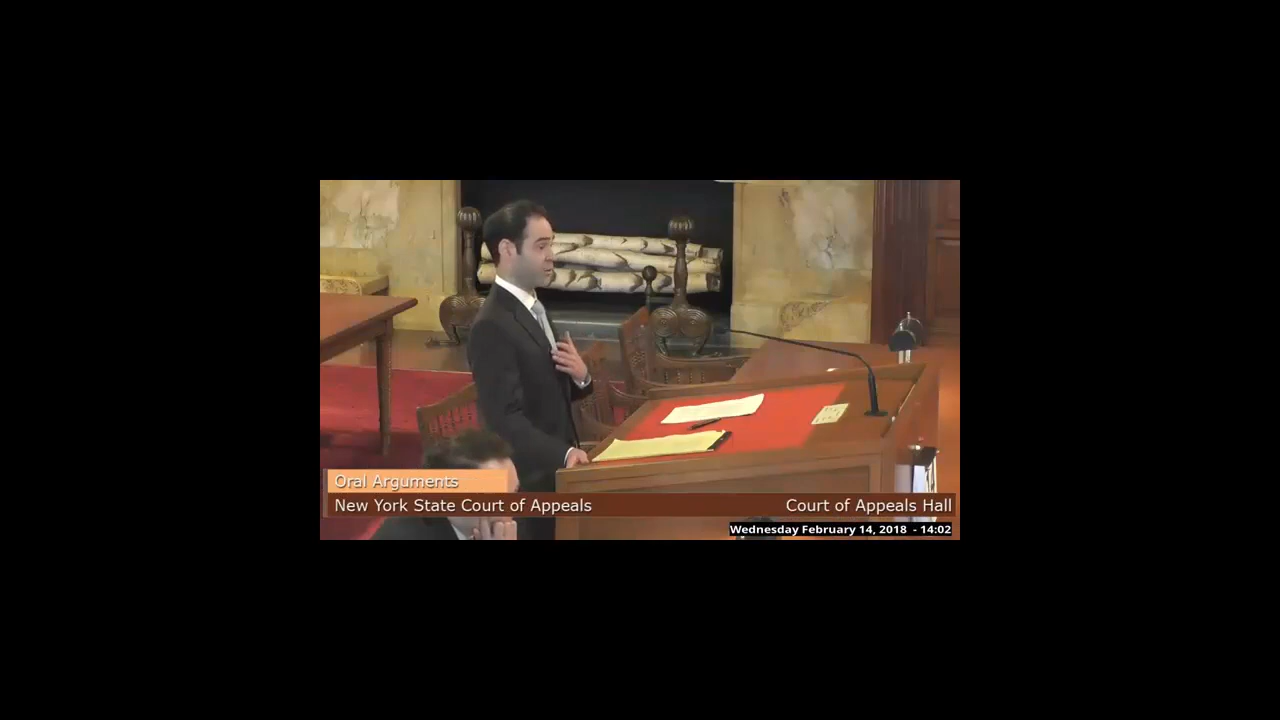 Oral Arguments
New York State Court of Appeals
Court of Appeals Hall
Wednesday February 14, 2018 - 14:02